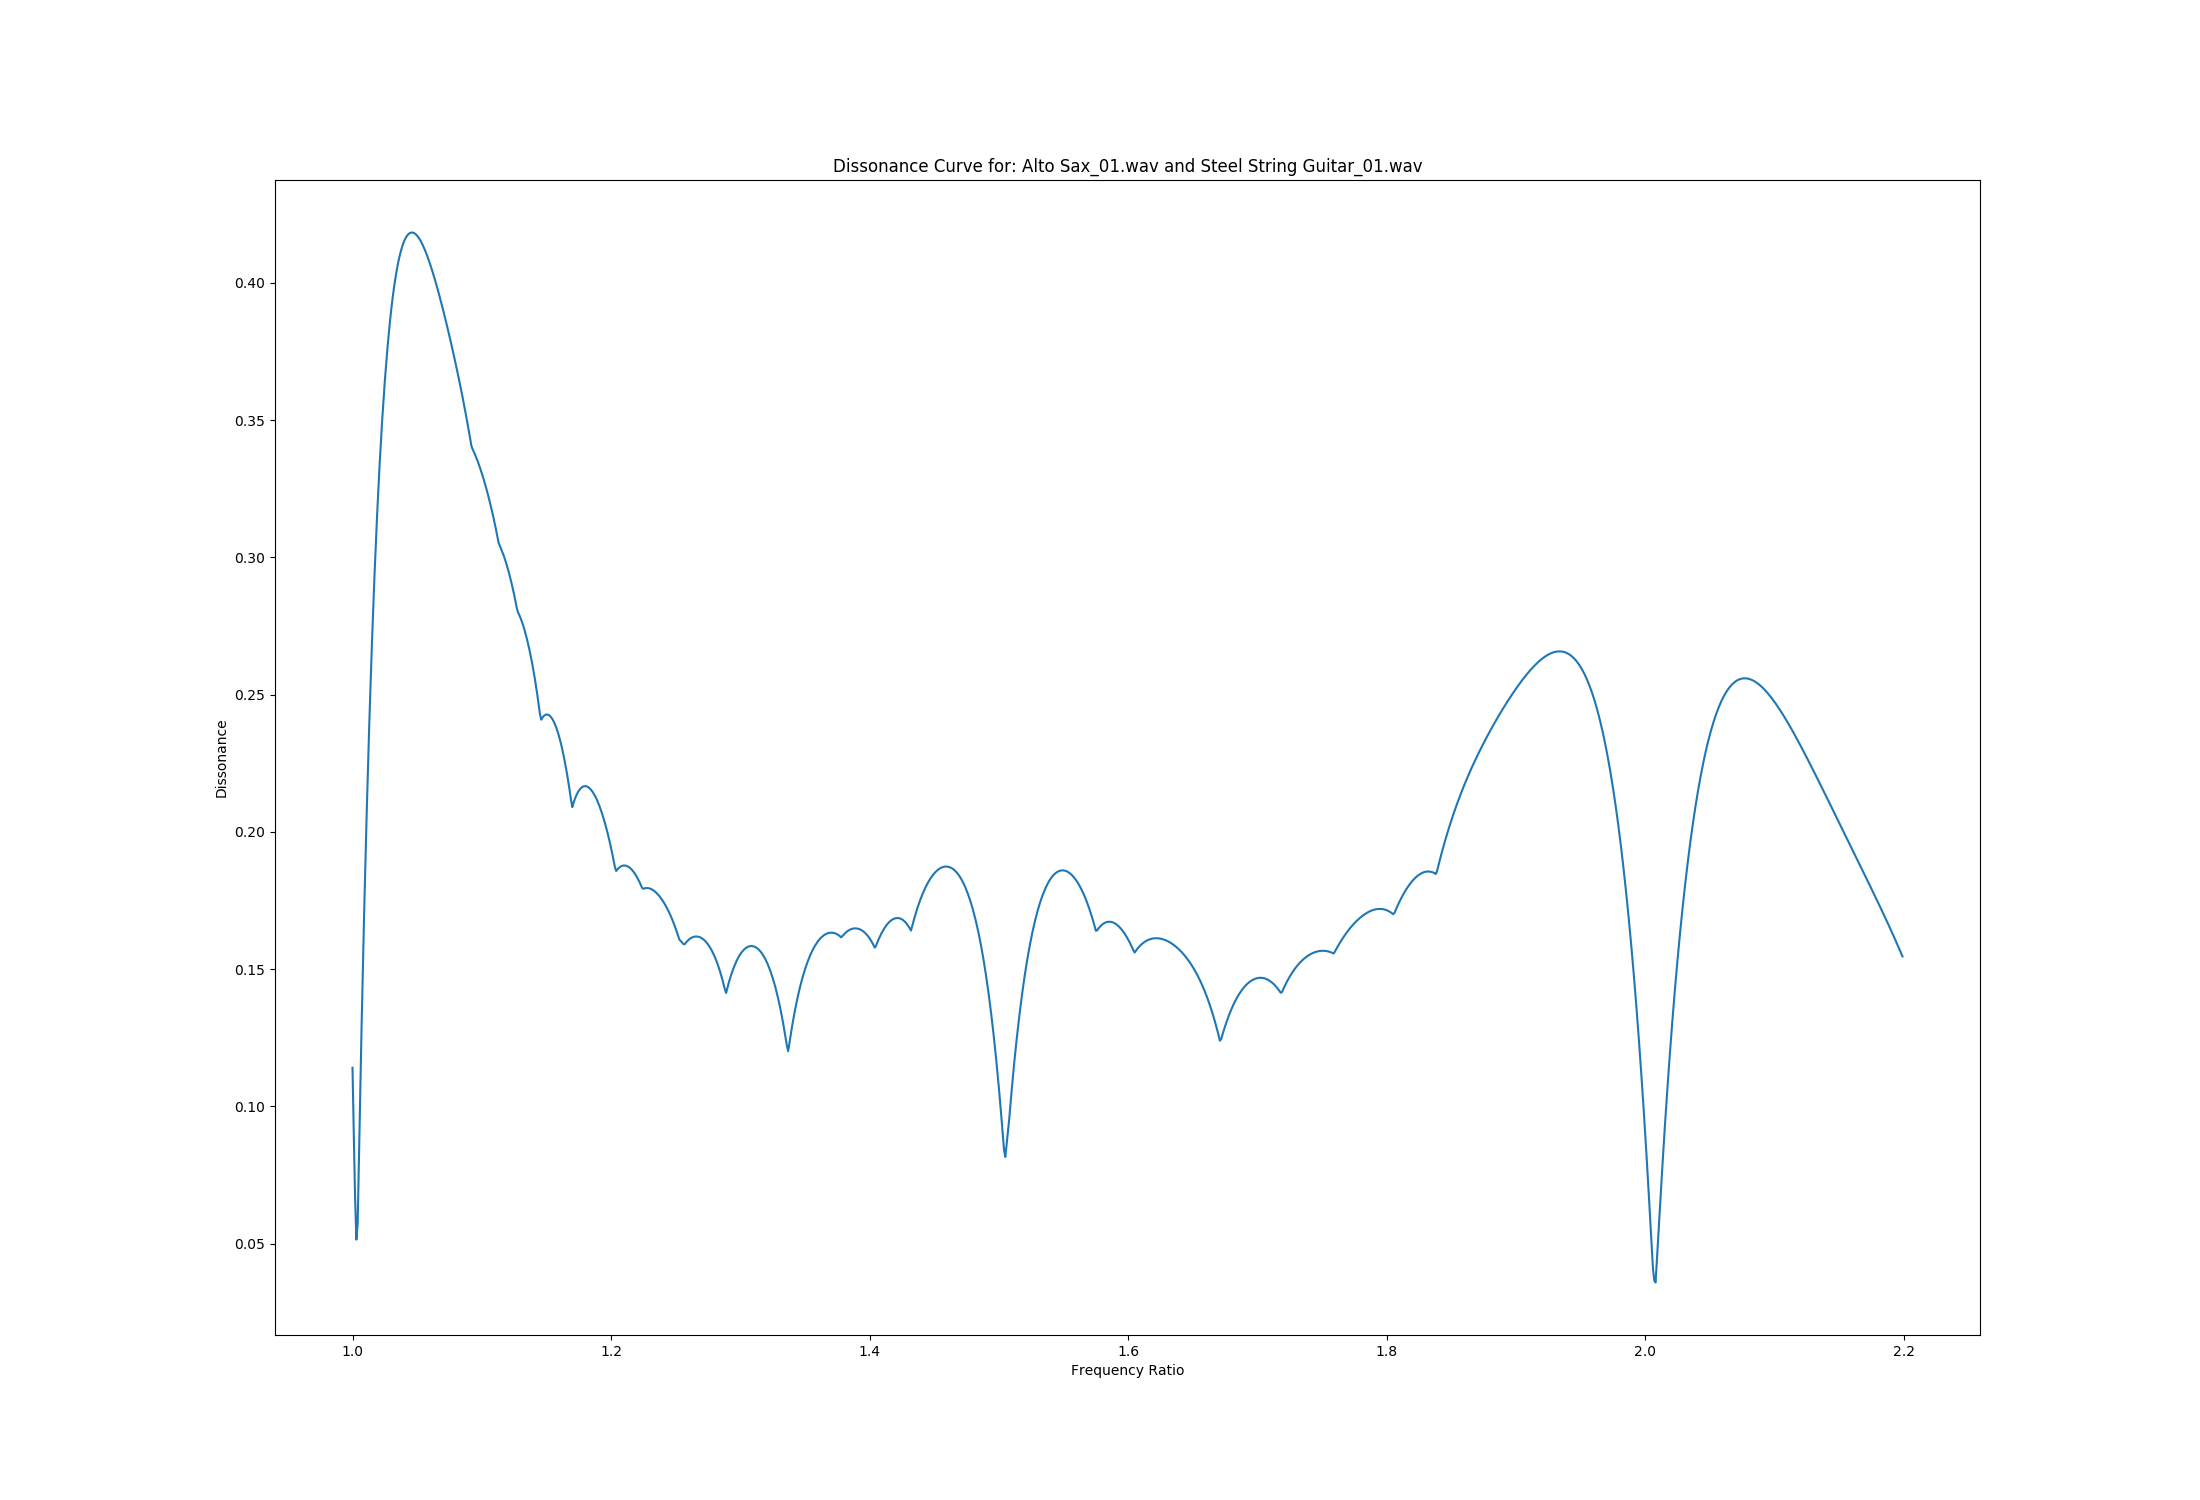 Dissonance Curve for: Alto Sax_01.wav and Steel String Guitar_01.wav
0.40
0.35
0.30
0.25
0.20
0.15
0.10
0.05
Dissonance
1.0 1.2 1.4 1.6 1.8 2.0 2.2
Frequency Ratio